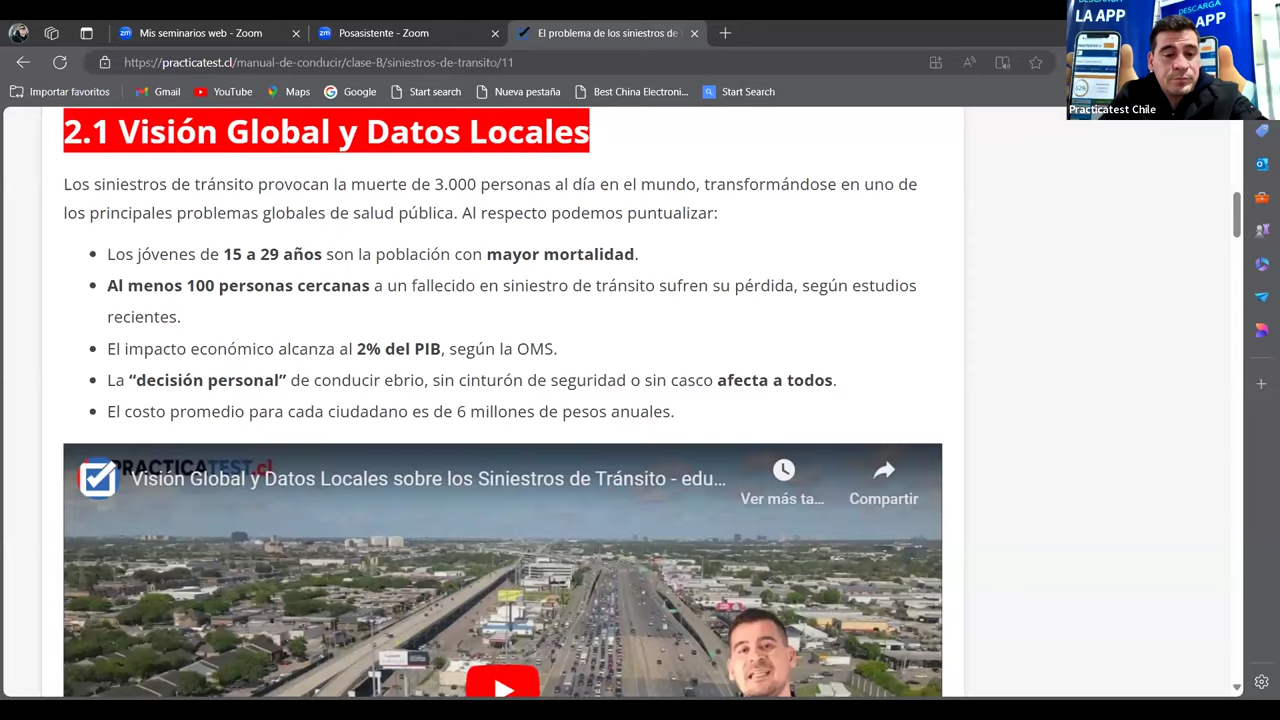 Mis seminarios web - Zoom
Posasistente - Zoom
El problema de los siniestros de
https://practicatest.cl/manual-de-conducir/clase-b/siniestros-de-transito/11
Importar favoritos
Gmail
YouTube
Maps
Google
Start search
Nueva pestaña
Best China Electroni...
Start Search
DESCARGA
LA APP
DESCARGA
APP
Practicatest Chile
2.1 Visión Global y Datos Locales
Los siniestros de tránsito provocan la muerte de 3.000 personas al día en el mundo, transformándose en uno de
los principales problemas globales de salud pública. Al respecto podemos puntualizar:
Los jóvenes de 15 a 29 años son la población con mayor mortalidad.
Al menos 100 personas cercanas a un fallecido en siniestro de tránsito sufren su pérdida, según estudios
recientes.
El impacto económico alcanza al 2% del PIB, según la OMS.
La “decisión personal” de conducir ebrio, sin cinturón de seguridad o sin casco afecta a todos.
El costo promedio para cada ciudadano es de 6 millones de pesos anuales.
PRACTICATEST.cl
Visión Global y Datos Locales sobre los Siniestros de Tránsito - edu...
Ver más ta...
Compartir